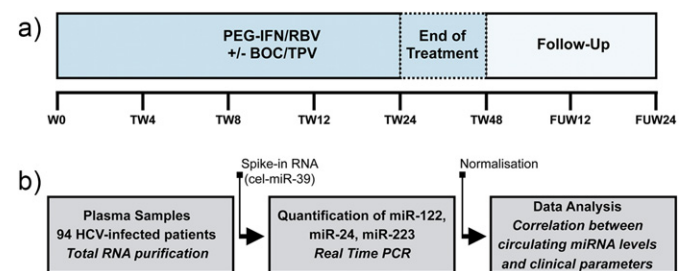 a)
PEG-IFN/RBV
+/- BOC/TPV
End of
Treatment
Follow-Up
W0 TW4 TW8 TW12 TW24 TW48 FUW12 FUW24
b)
Spike-in RNA
(cel-miR-39)
Normalisation
Plasma Samples
94 HCV-infected patients
Total RNA purification
Quantification of miR-122,
miR-24, miR-223
Real Time PCR
Data Analysis
Correlation between
circulating miRNA levels
and clinical parameters